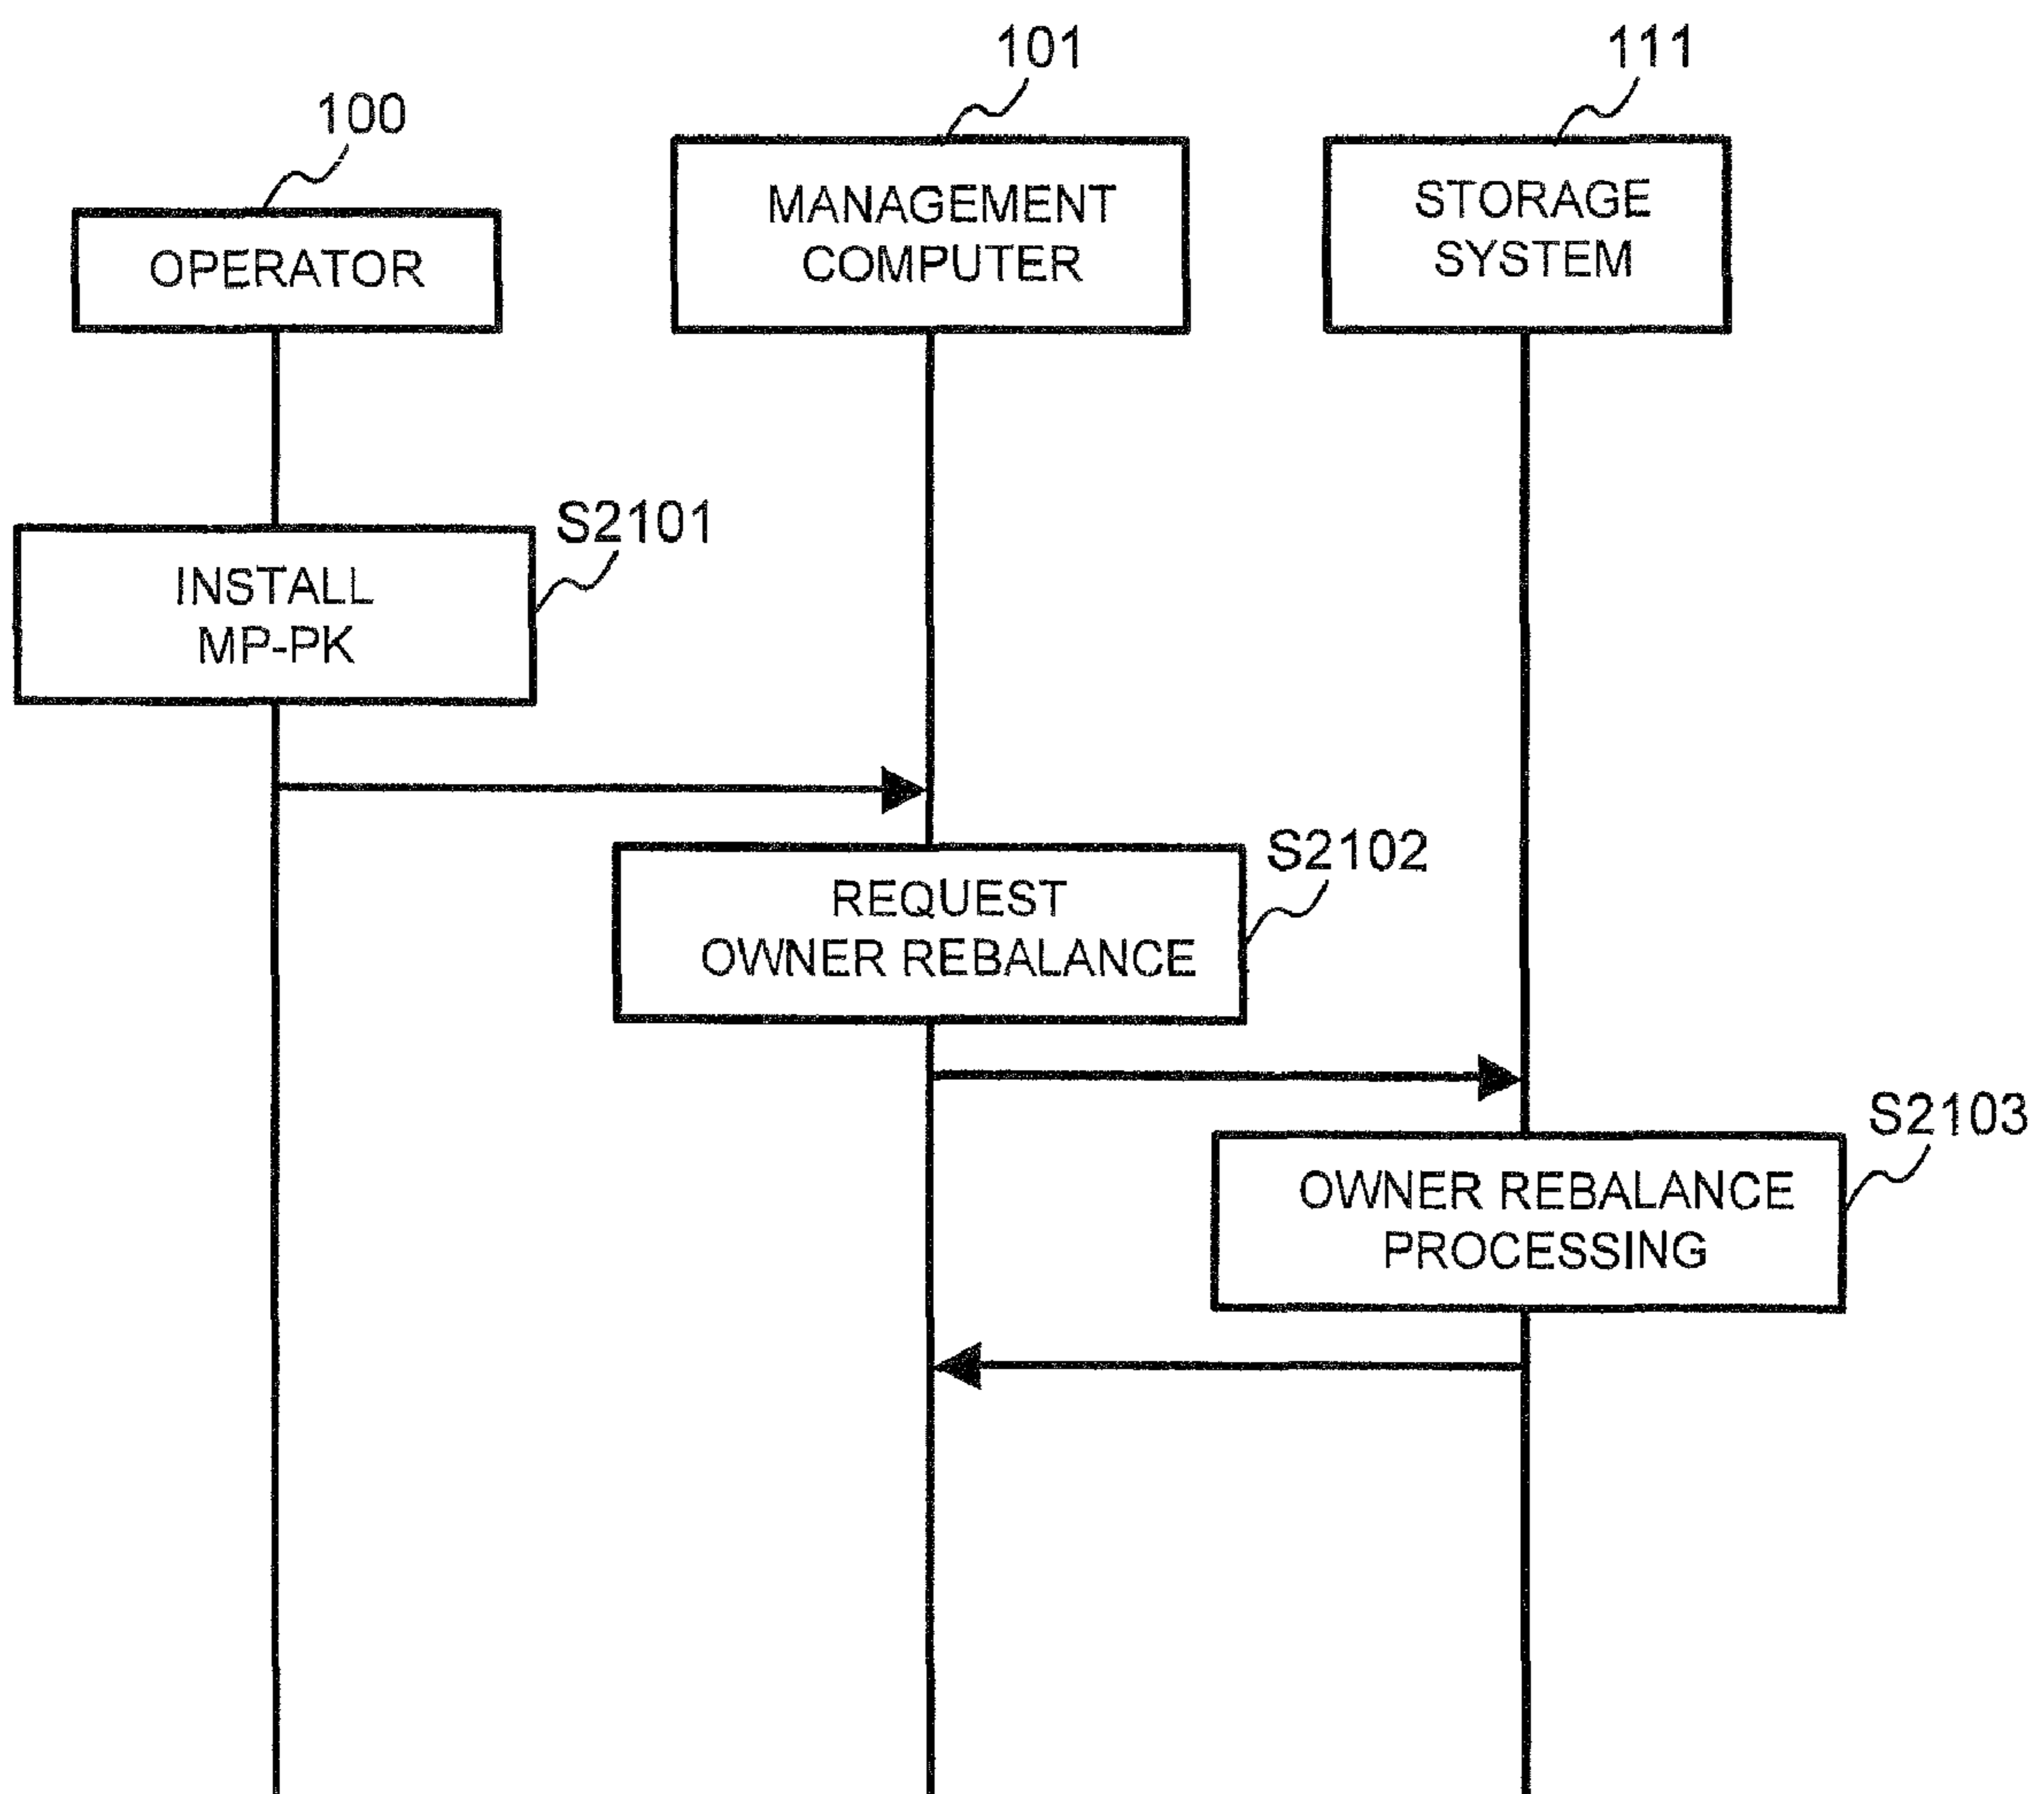 100
101
111
OPERATOR
MANAGEMENT
COMPUTER
STORAGE
SYSTEM
S2101
INSTALL
MP-PK
S2102
REQUEST
OWNER REBALANCE
S2103
OWNER REBALANCE
PROCESSING